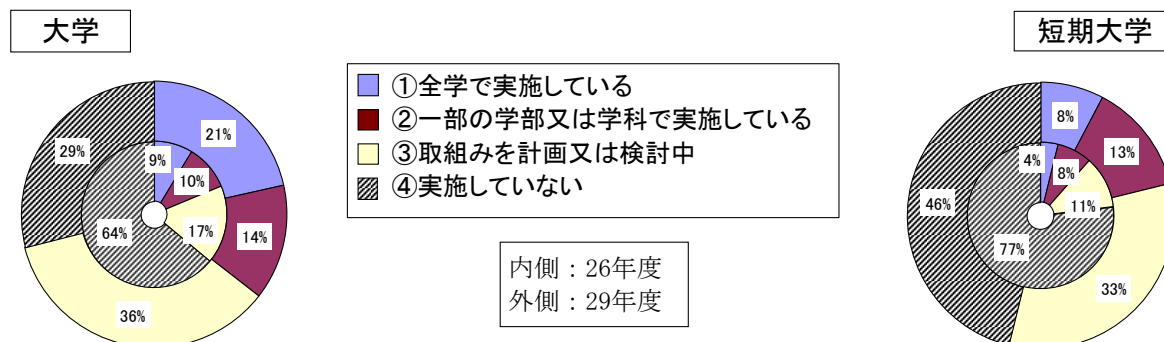 大学
短期大学
①全学で実施している
②一部の学部又は学科で実施している
③取組みを計画又は検討中
④実施していない
21%
14%
36%
29%
9%
10%
17%
64%
8%
13%
33%
46%
4%
8%
11%
77%
内側：26年度
外側：29年度